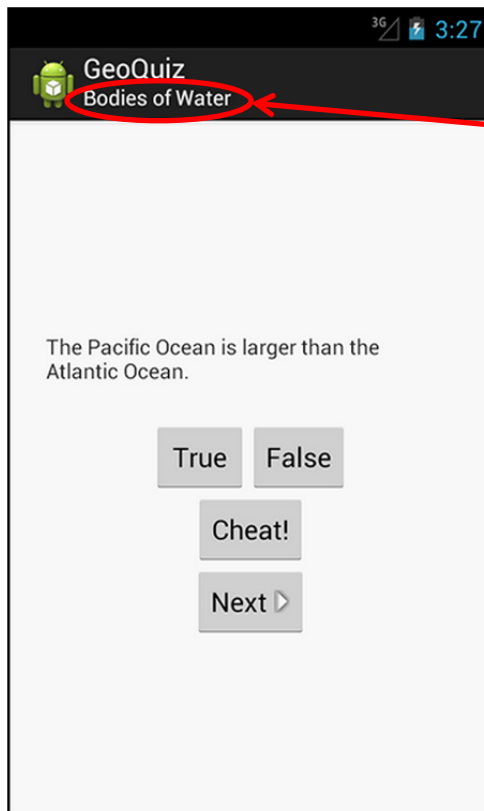 3G 3:27
GeoQuiz
Bodies of Water
The Pacific Ocean is larger than the
Atlantic Ocean.
True False
Cheat!
Next